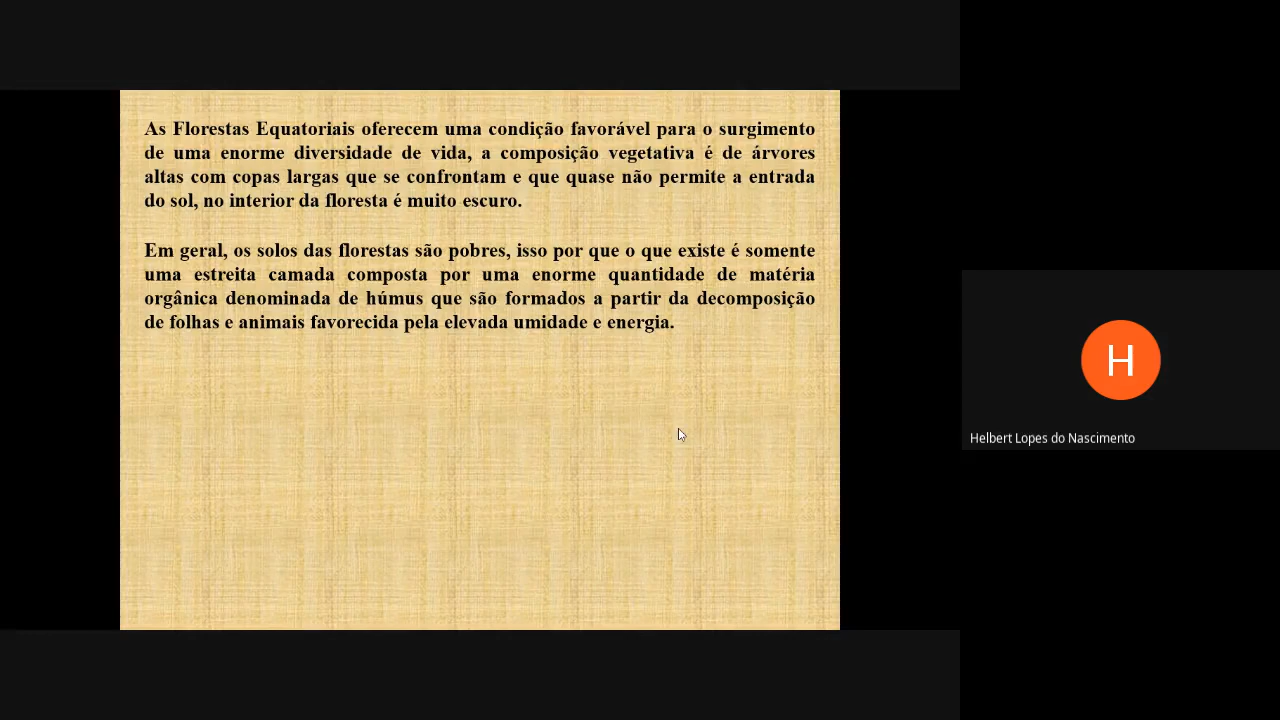 As Florestas Equatoriais oferecem uma condição favorável para o surgimento
de uma enorme diversidade de vida, a composição vegetativa é de árvores
altas com copas largas que se confrontam e que quase não permite a entrada
do sol, no interior da floresta é muito escuro.
Em geral, os solos das florestas são pobres, isso por que o que existe é somente
uma estreita camada composta por uma enorme quantidade de matéria
orgânica denominada de húmus que são formados a partir da decomposição
de folhas e animais favorecida pela elevada umidade e energia.
H
Helbert Lopes do Nascimento